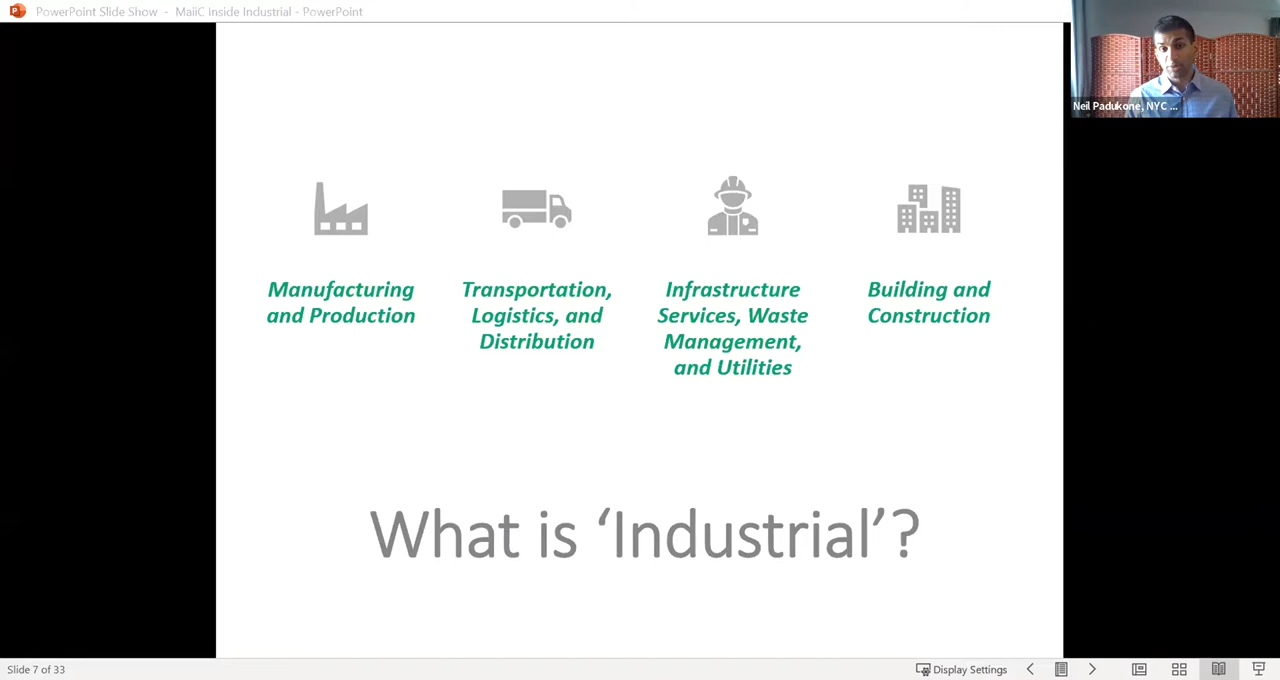 PowerPoint Slide Show - MaiiC Inside Industrial - PowerPoint
Neil Padukone, NYC ...
Manufacturing
and Production
Transportation,
Logistics, and
Distribution
Infrastructure
Services, Waste
Management,
and Utilities
Building and
Construction
What is ‘Industrial’?
Slide 7 of 33
Display Settings